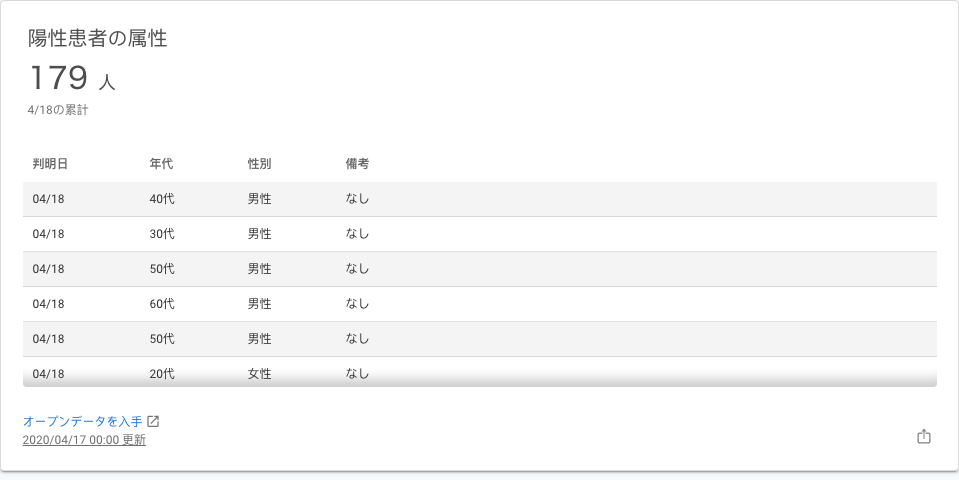 陽性患者の属性
179 人
4/18の累計
判明日 年代 性別 備考
04/18 40代 男性 なし
04/18 30代 男性 なし
04/18 50代 男性 なし
04/18 60代 男性 なし
04/18 50代 男性 なし
04/18 20代 女性 なし
オープンデータを入手
2020/04/17 00:00 更新